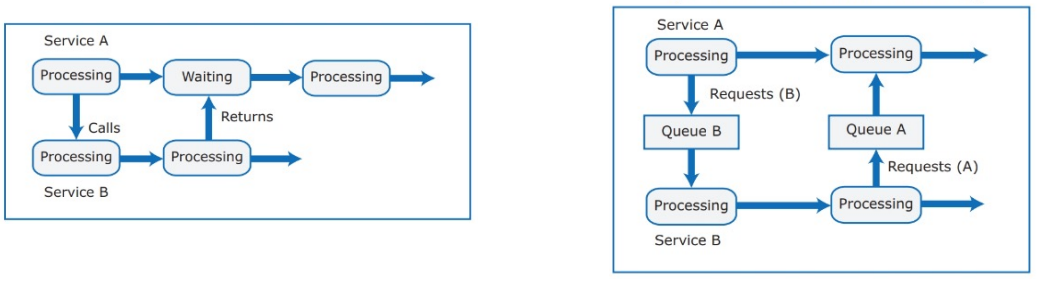 Service A
Processing
Waiting
Processing
Calls
Returns
Processing
Processing
Service B
Service A
Processing
Processing
Requests (B)
Queue B
Queue A
Requests (A)
Processing
Processing
Service B